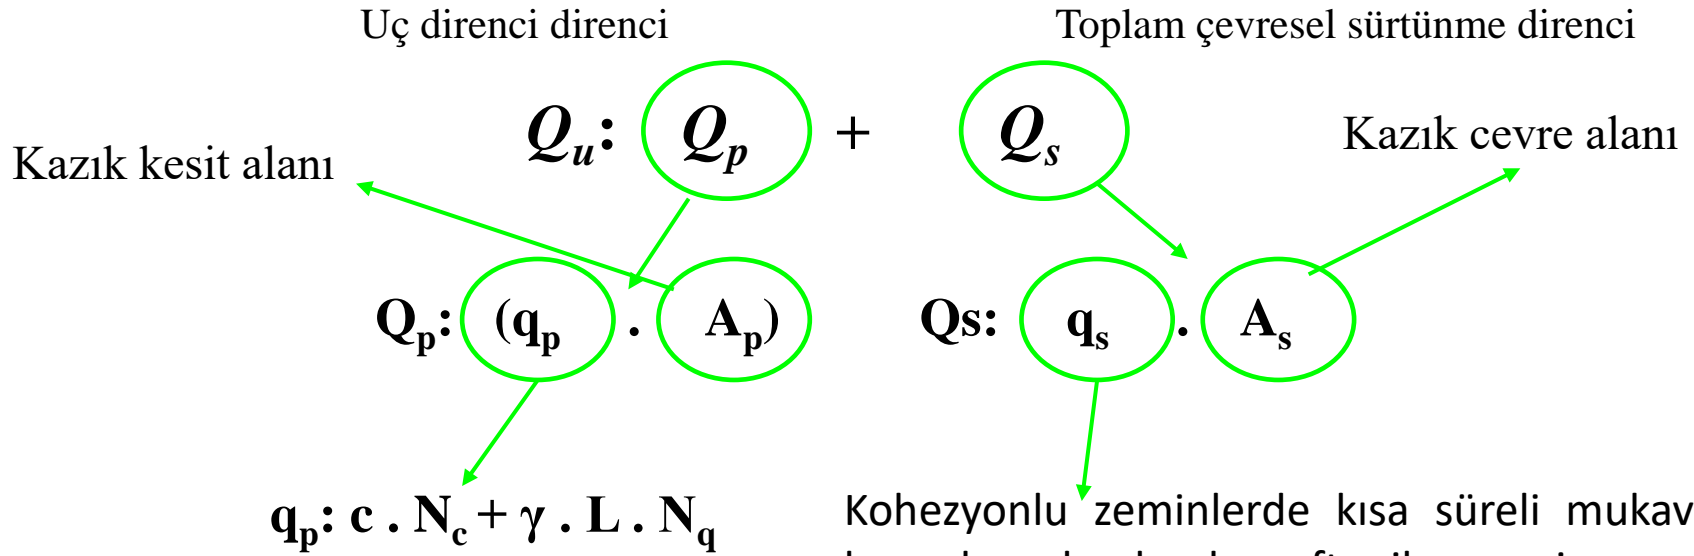 Uç direnci direnci
Toplam çevresel sürtünme direnci
Qu: Qp + Qs
Kazık kesit alanı
Kazık cevre alanı
Qp: (qp . Ap)
Qs: qs . As
qp: c . Nc + γ . L . Nq
Kohezyonlu zeminlerde kısa süreli mukav